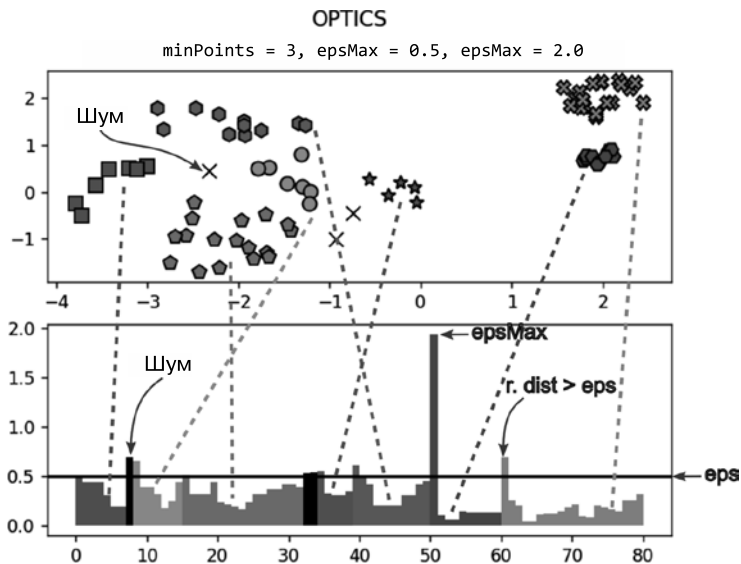 OPTICS
minPoints = 3, epsMax = 0.5, epsMax = 2.0
2
1
0
−1
Шум
−4 −3 −2 −1 0 1 2
2.0
1.5
1.0
0.5
0.0
epsMax
Шум
r. dist > eps
eps
0 10 20 30 40 50 60 70 80